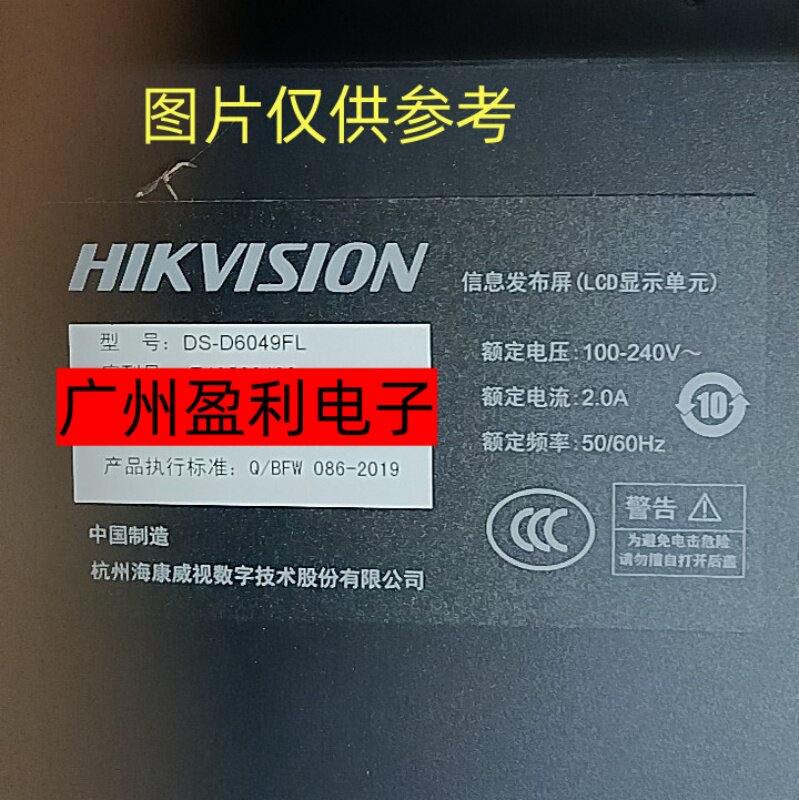 图片仅供参考
HIKVISION
信息发布屏(LCD显示单元)
型 号: DS-D6049FL
额定电压:100-240V~
广州盈利电子
额定电流:2.0A
10
额定频率:50/60Hz
产品执行标准: Q/BFW 086-2019
CCC
警告
为避免电击危险
请勿擅自打开后盖
中国制造
杭州海康威视数字技术股份有限公司